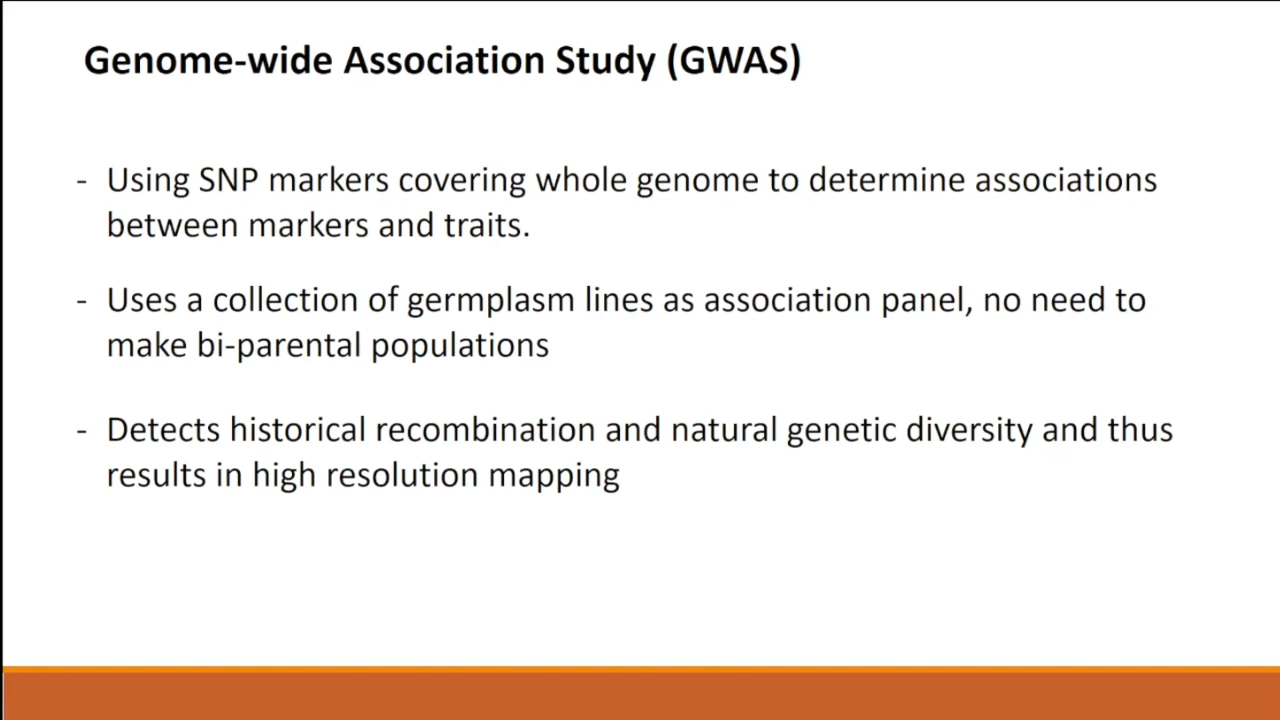 Genome-wide Association Study (GWAS)
- Using SNP markers covering whole genome to determine associations
between markers and traits.
- Uses a collection of germplasm lines as association panel, no need to
make bi-parental populations
- Detects historical recombination and natural genetic diversity and thus
results in high resolution mapping